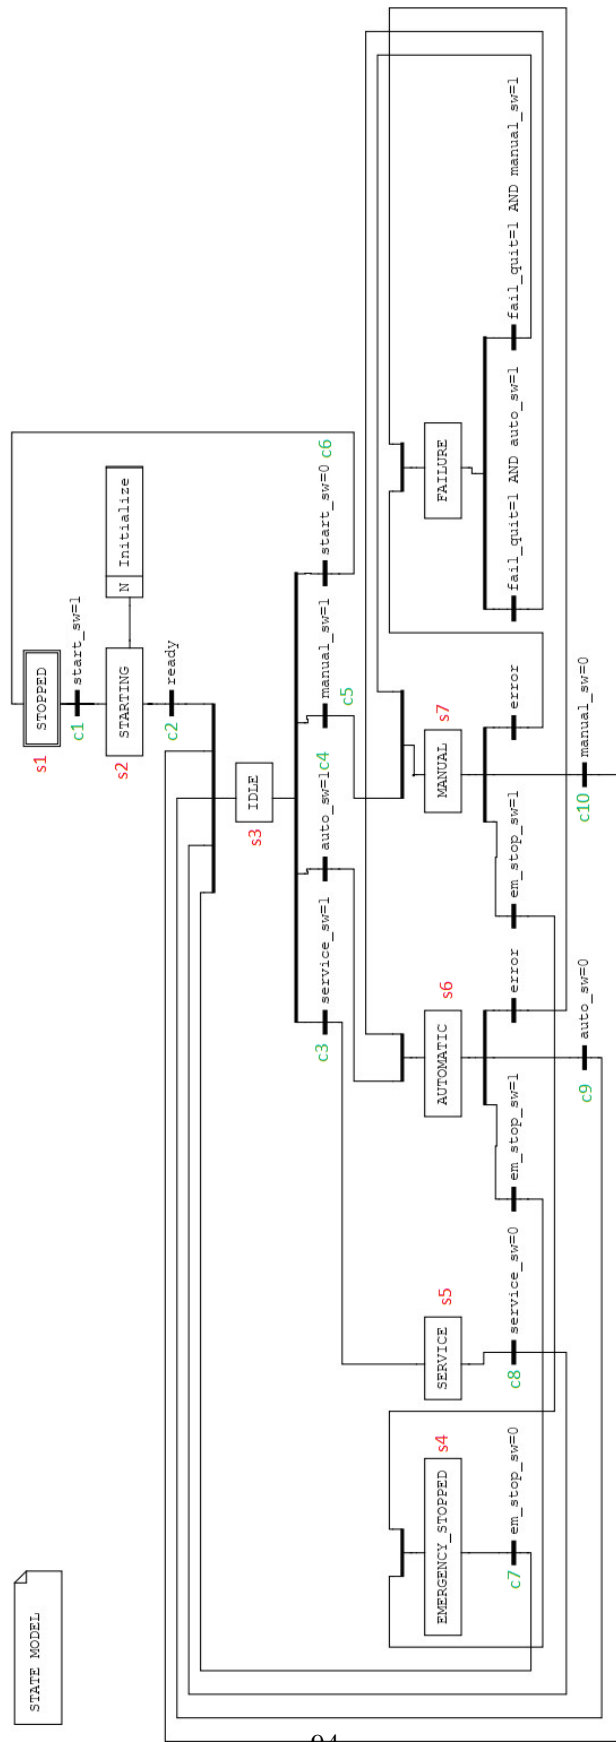 STATE MODEL
s1
STOPPED
c1
start_sw=1
s2
STARTING
N
Initialize
c2
ready
s3
IDLE
c3
service_sw=1
auto_sw=1
c4
manual_sw=1
c5
start_sw=0
c6
EMERGENCY_STOPPED
s4
SERVICE
s5
AUTOMATIC
s6
MANUAL
s7
FAILURE
c7
em_stop_sw=0
c8
service_sw=0
em_stop_sw=1
error
em_stop_sw=1
error
fail_quit=1 AND auto_sw=1
fail_quit=1 AND manual_sw=1
c9
auto_sw=0
c10
manual_sw=0